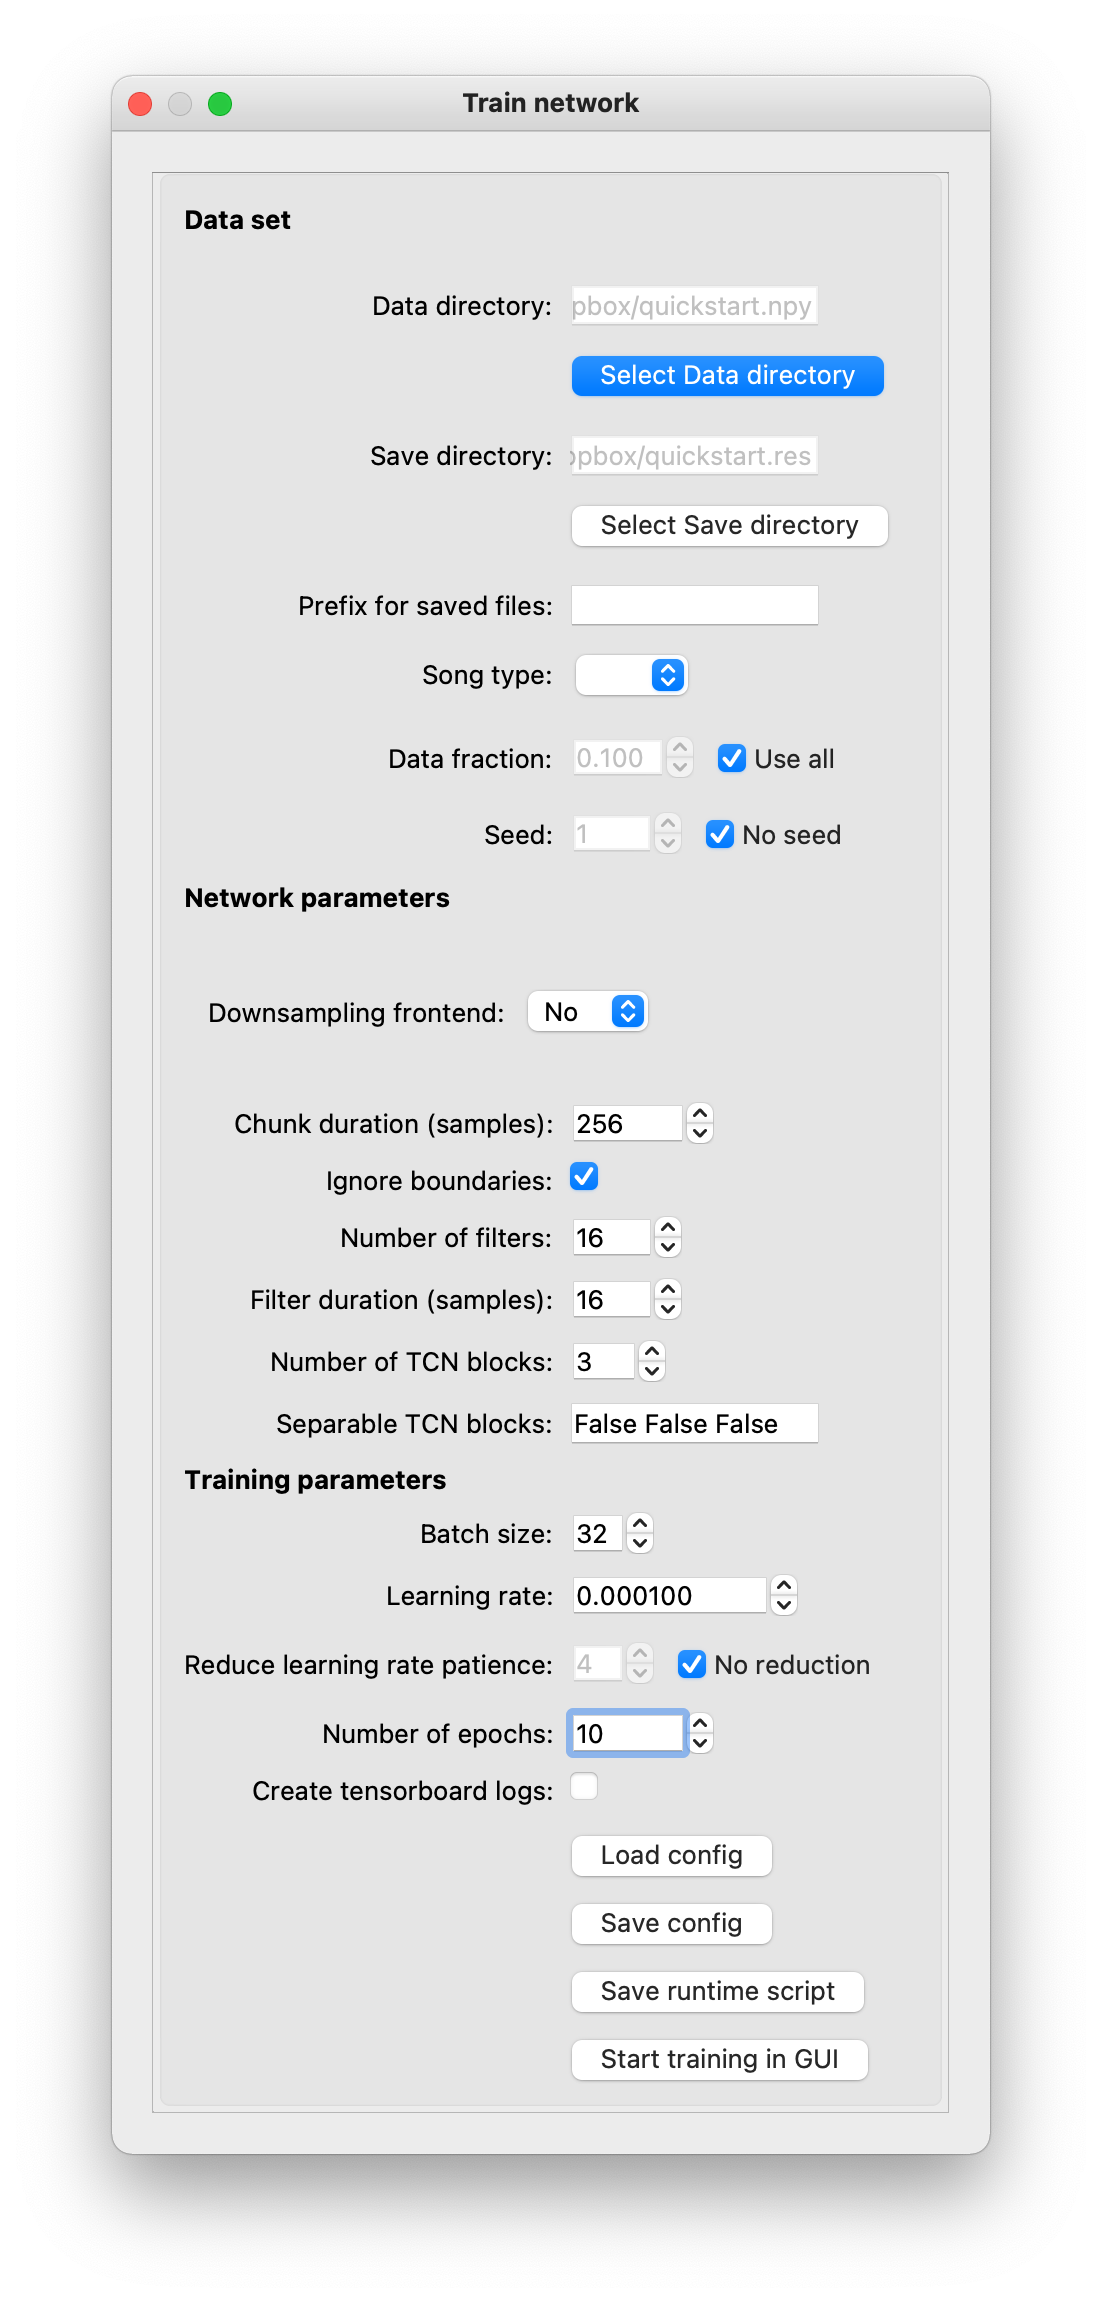 Train network
Data set
Data directory: pbox/quickstart.npy
Select Data directory
Save directory: pbox/quickstart.res
Select Save directory
Prefix for saved files:
Song type:
Data fraction: 0.100 Use all
Seed: 1 No seed
Network parameters
Downsampling frontend: No
Chunk duration (samples): 256
Ignore boundaries:
Number of filters: 16
Filter duration (samples): 16
Number of TCN blocks: 3
Separable TCN blocks: False False False
Training parameters
Batch size: 32
Learning rate: 0.000100
Reduce learning rate patience: 4 No reduction
Number of epochs: 10
Create tensorboard logs:
Load config
Save config
Save runtime script
Start training in GUI